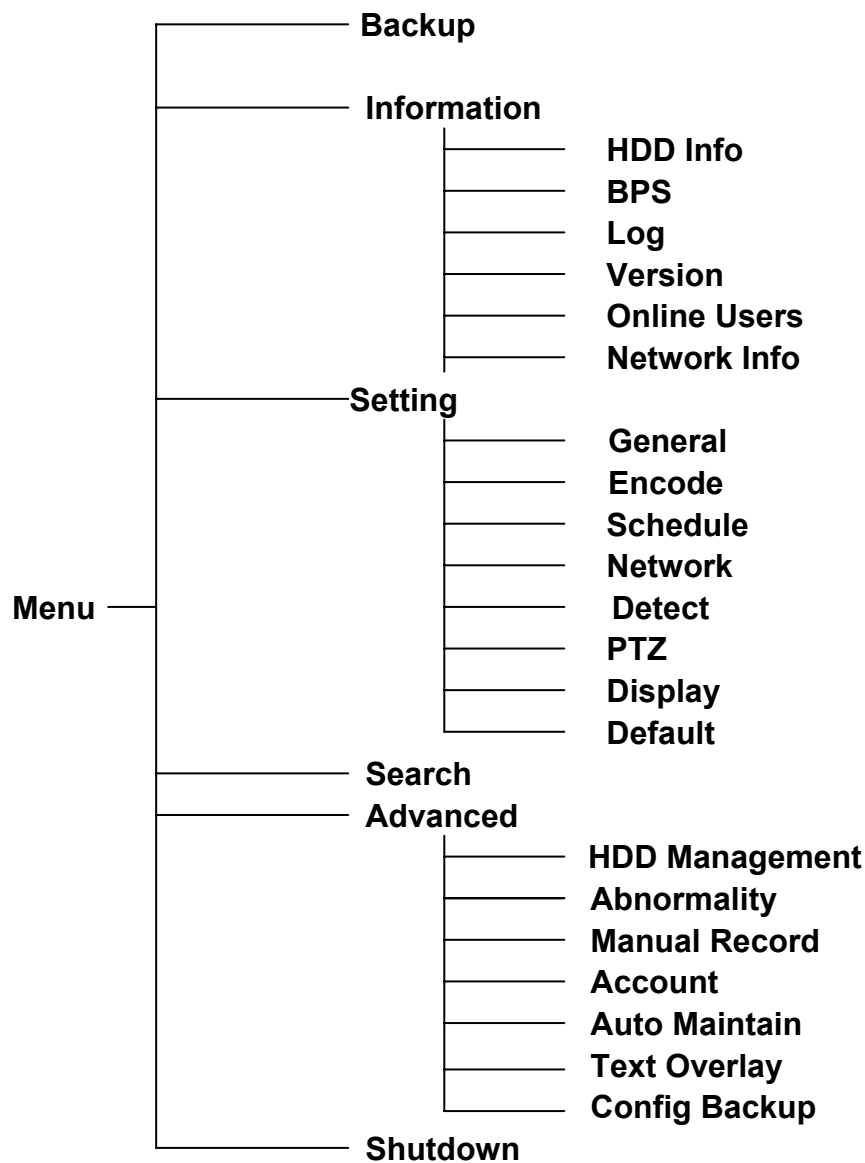 Backup
Information
HDD Info
BPS
Log
Version
Online Users
Network Info
Setting
General
Encode
Schedule
Network
Menu
Detect
PTZ
Display
Default
Search
Advanced
HDD Management
Abnormality
Manual Record
Account
Auto Maintain
Text Overlay
Config Backup
Shutdown